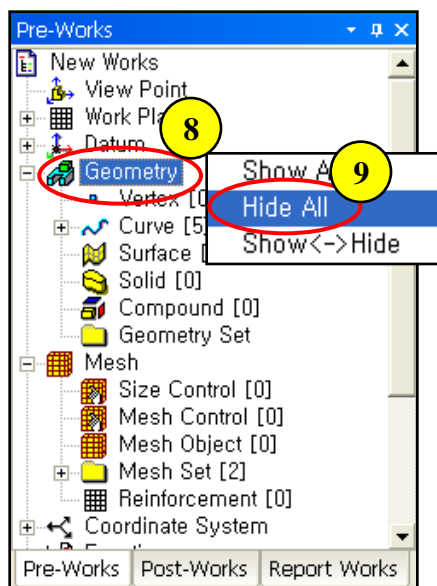 Pre-Works
New Works
View Point
Work Pla
8
Datum
Geometry
Show A
9
Vertex [0
Hide All
Curve [5]
Show<->Hide
Surface [
Solid [0]
Compound [0]
Geometry Set
Mesh
Size Control [0]
Mesh Control [0]
Mesh Object [0]
Mesh Set [2]
Reinforcement [0]
Coordinate System
Pre-Works Post-Works Report Works